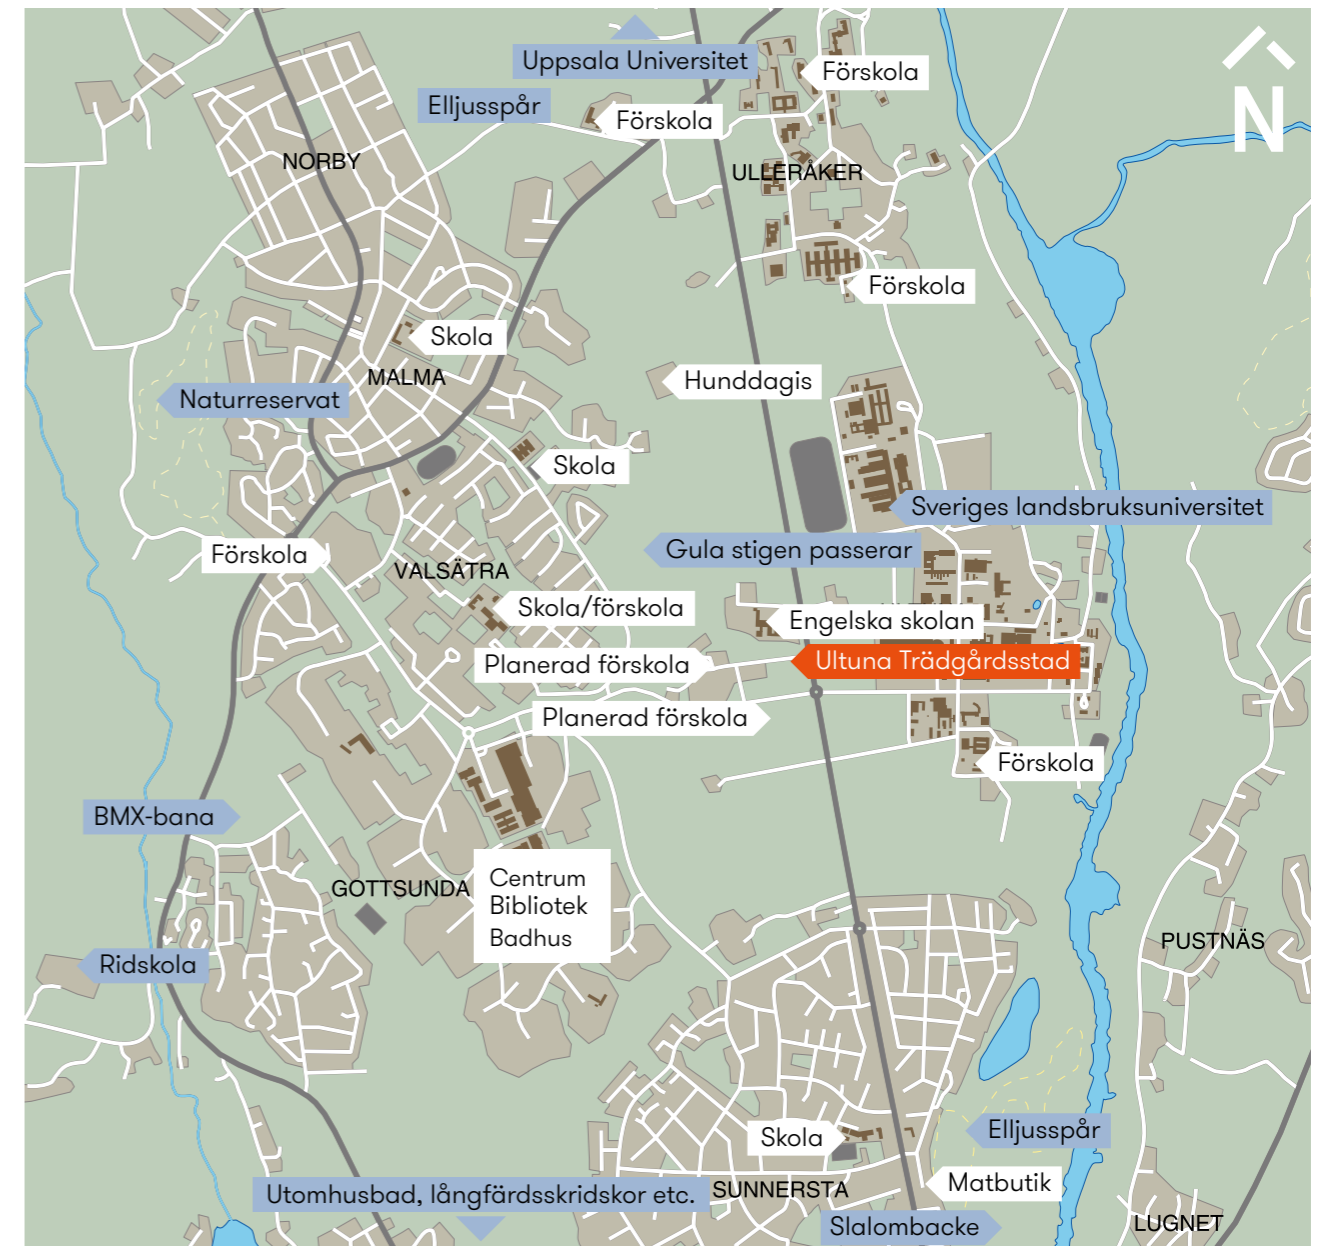 Uppsala Universitet
Förskola
Elljusspår
Förskola
N
NORBY
ULLERÅKER
Förskola
Skola
MALMA
Hunddagis
Naturreservat
Skola
Sveriges landsbruksuniversitet
Gula stigen passerar
Förskola
VALSÄTRA
Skola/förskola
Engelska skolan
Planerad förskola
Ultuna Trädgårdsstad
Planerad förskola
Förskola
BMX-bana
GOTTSUNDA
Centrum
Bibliotek
Badhus
PUSTNÄS
Ridskola
Elljusspår
Skola
Matbutik
Utomhusbad, långfärdsskridskor etc.
SUNNERSTA
Slalombacke
LUGNET